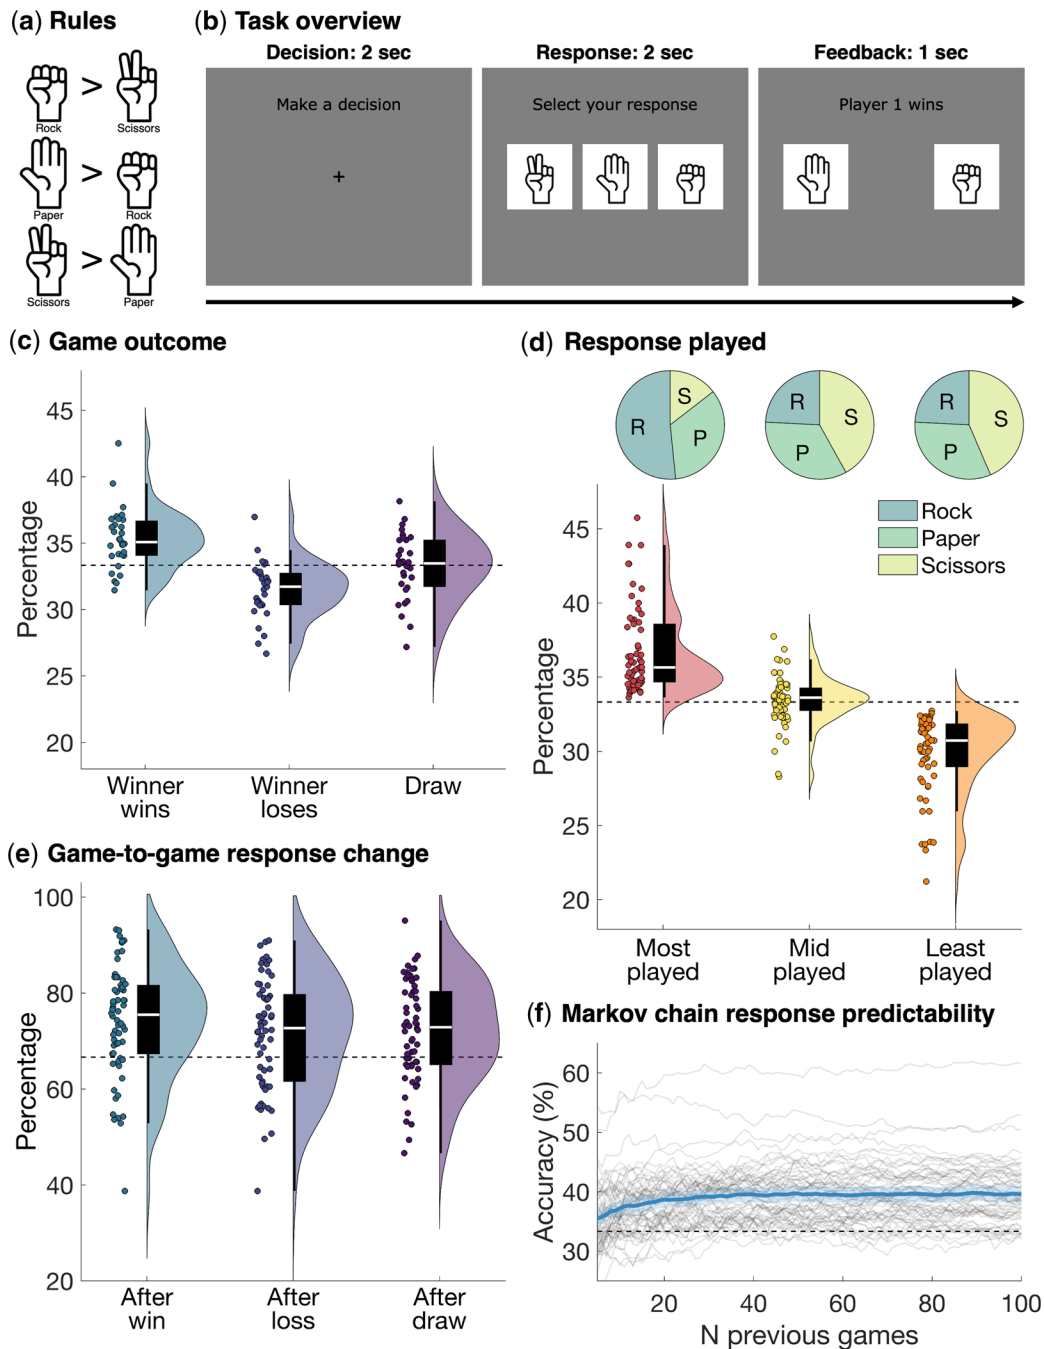 (a) Rules
Rock
>
Scissors
Paper
>
Rock
Scissors
>
Paper
(b) Task overview
Decision: 2 sec
Response: 2 sec
Feedback: 1 sec
Make a decision
+
Select your response
Player 1 wins
(c) Game outcome
Percentage
45
40
35
30
25
20
Winner
wins
Winner
loses
Draw
(d) Response played
R
S
P
R
S
P
R
S
P
Rock
Paper
Scissors
Percentage
45
40
35
30
25
20
Most
played
Mid
played
Least
played
(e) Game-to-game response change
Percentage
100
80
60
40
20
After
win
After
loss
After
draw
(f) Markov chain response predictability
Accuracy (%)
60
50
40
30
20
40
60
80
100
N previous games